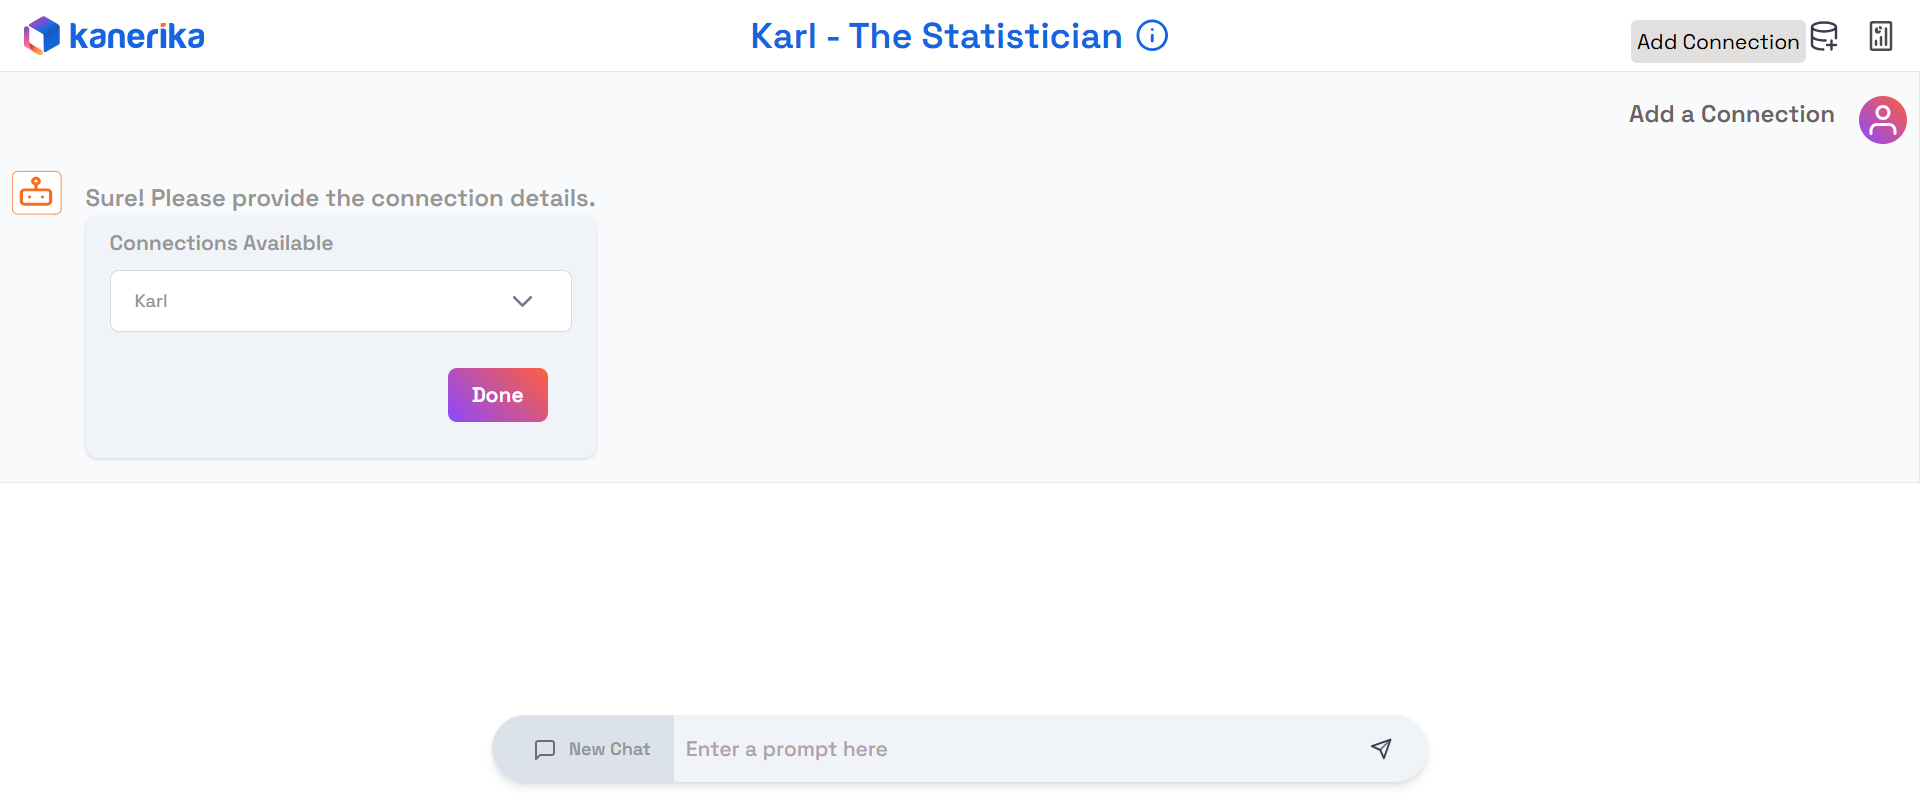 kanerika
Karl - The Statistician
Add Connection
Add a Connection
Sure! Please provide the connection details.
Connections Available
Karl
Done
New Chat
Enter a prompt here